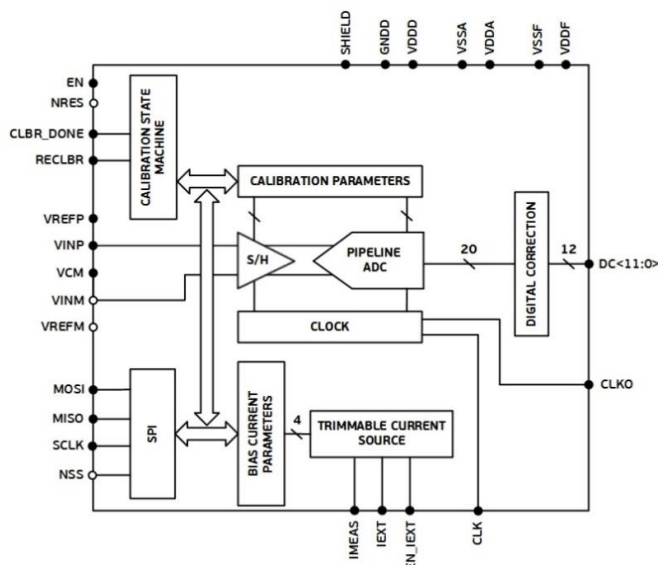 SHIELD
GNDD
VDDD
VSSA
VDDA
VSSF
VDDF
EN
NRES
CLBR_DONE
RECLBR
CALIBRATION STATE
MACHINE
CALIBRATION PARAMETERS
VREFP
VINP
VCM
VINM
VREFM
S/H
PIPELINE
ADC
20
DIGITAL CORRECTION
12
DC<11:0>
CLOCK
CLKO
MOSI
MISO
SCLK
NSS
SPI
BIAS CURRENT
PARAMETERS
4
TRIMMABLE CURRENT
SOURCE
IMEAS
IEXT
EN_IEXT
CLK